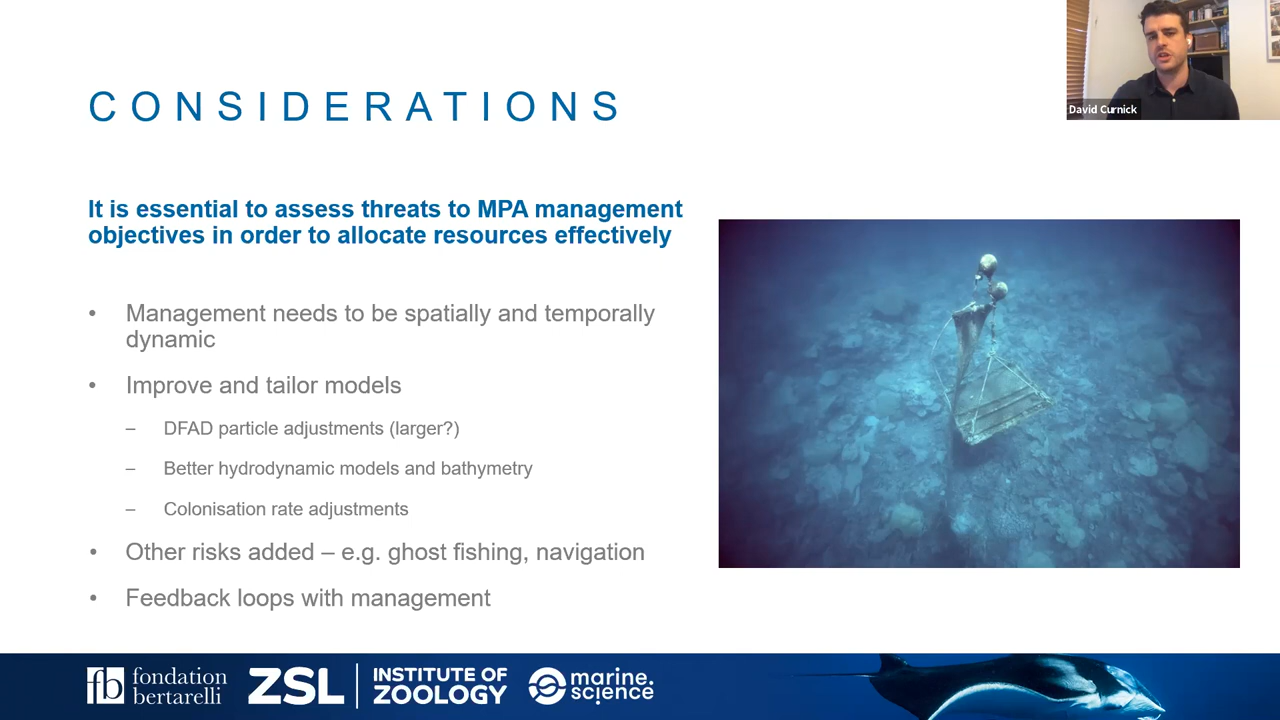 David Curnick
CONSIDERATIONS
It is essential to assess threats to MPA management
objectives in order to allocate resources effectively
• Management needs to be spatially and temporally
dynamic
• Improve and tailor models
– DFAD particle adjustments (larger?)
– Better hydrodynamic models and bathymetry
– Colonisation rate adjustments
• Other risks added – e.g. ghost fishing, navigation
• Feedback loops with management
fb fondation
bertarelli
ZSL
INSTITUTE OF
ZOOLOGY
marine.
science